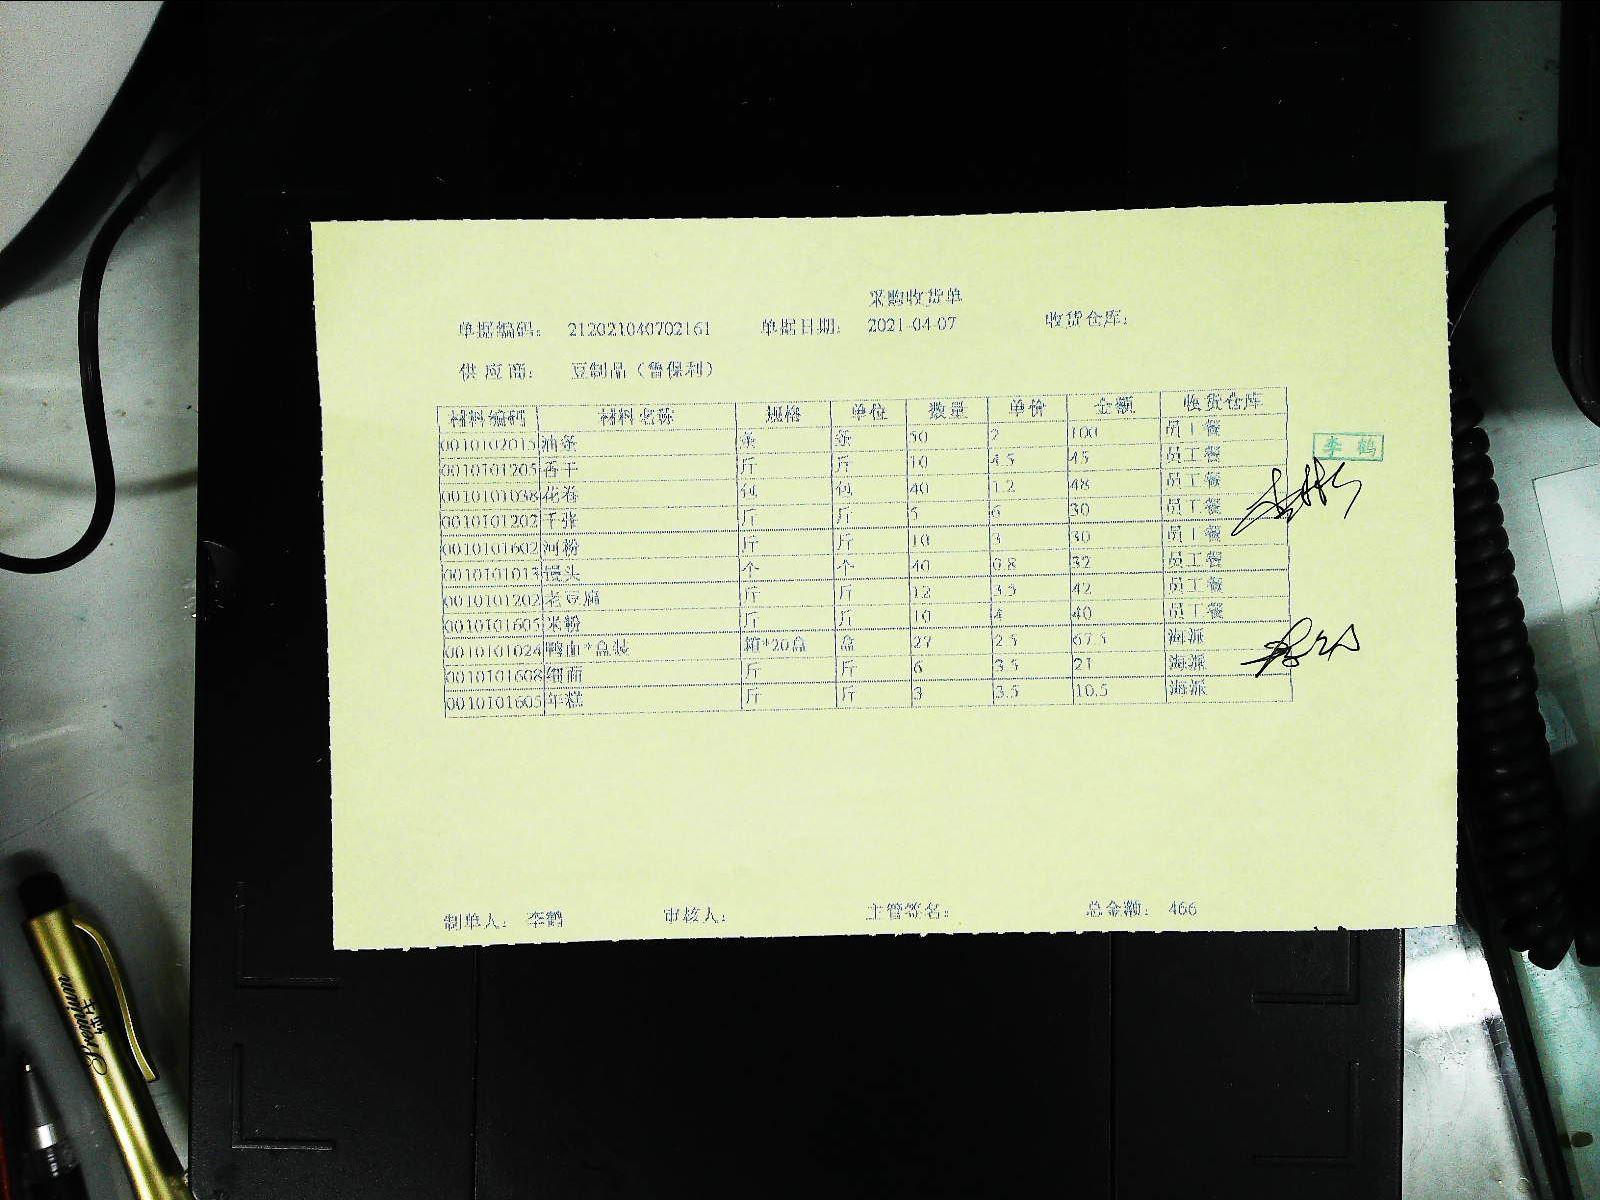 采购收货单
单据编码: 212021040702161 单据日期: 2021-04-07 收货仓库:
供应商: 豆制品（曾保利）
材料编码 材料名称 规格 单位 数量 单价 金额 收货仓库
0010102015 油条 条 条 50 2 100 员工餐
0010101205 香干 斤 斤 10 4.5 45 员工餐
0010101038 花卷 包 包 40 1.2 48 员工餐
0010101202 千张 斤 斤 5 6 30 员工餐
0010101602 河粉 斤 斤 10 3 30 员工餐
0010101013 馒头 个 个 40 0.8 32 员工餐
0010101202 老豆腐 斤 斤 12 3.5 42 员工餐
0010101605 米粉 斤 斤 10 4 40 员工餐
0010101024 鸭血*盒装 箱*20盒 盒 27 2.5 67.5 海派
0010101608 细面 斤 斤 6 3.5 21 海派
0010101605 年糕 斤 斤 3 3.5 10.5 海派
李鹤
制单人: 李鹤 审核人: 主管签名: 总金额: 466
Premium